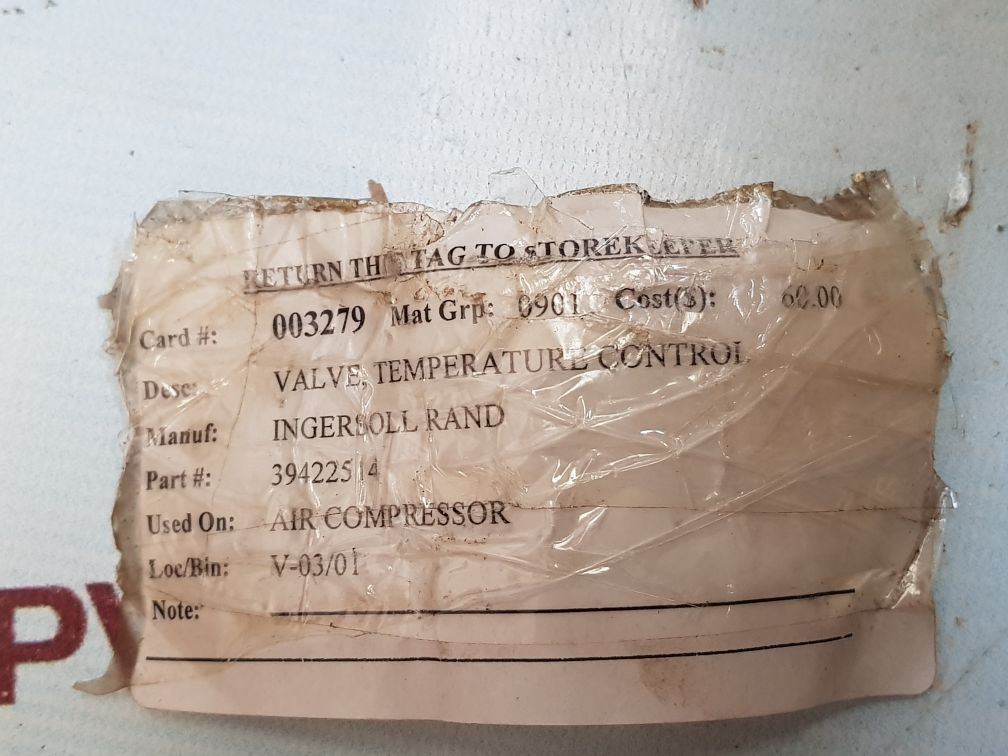 RETURN THIS TAG TO STOREKEEPER
Card #: 003279 Mat Grp: 0901 Cost($): 60.00
Desc: VALVE, TEMPERATURE CONTROL
Manuf: INGERSOLL RAND
Part #: 39422514
Used On: AIR COMPRESSOR
Loc/Bin: V-03/01
Note: